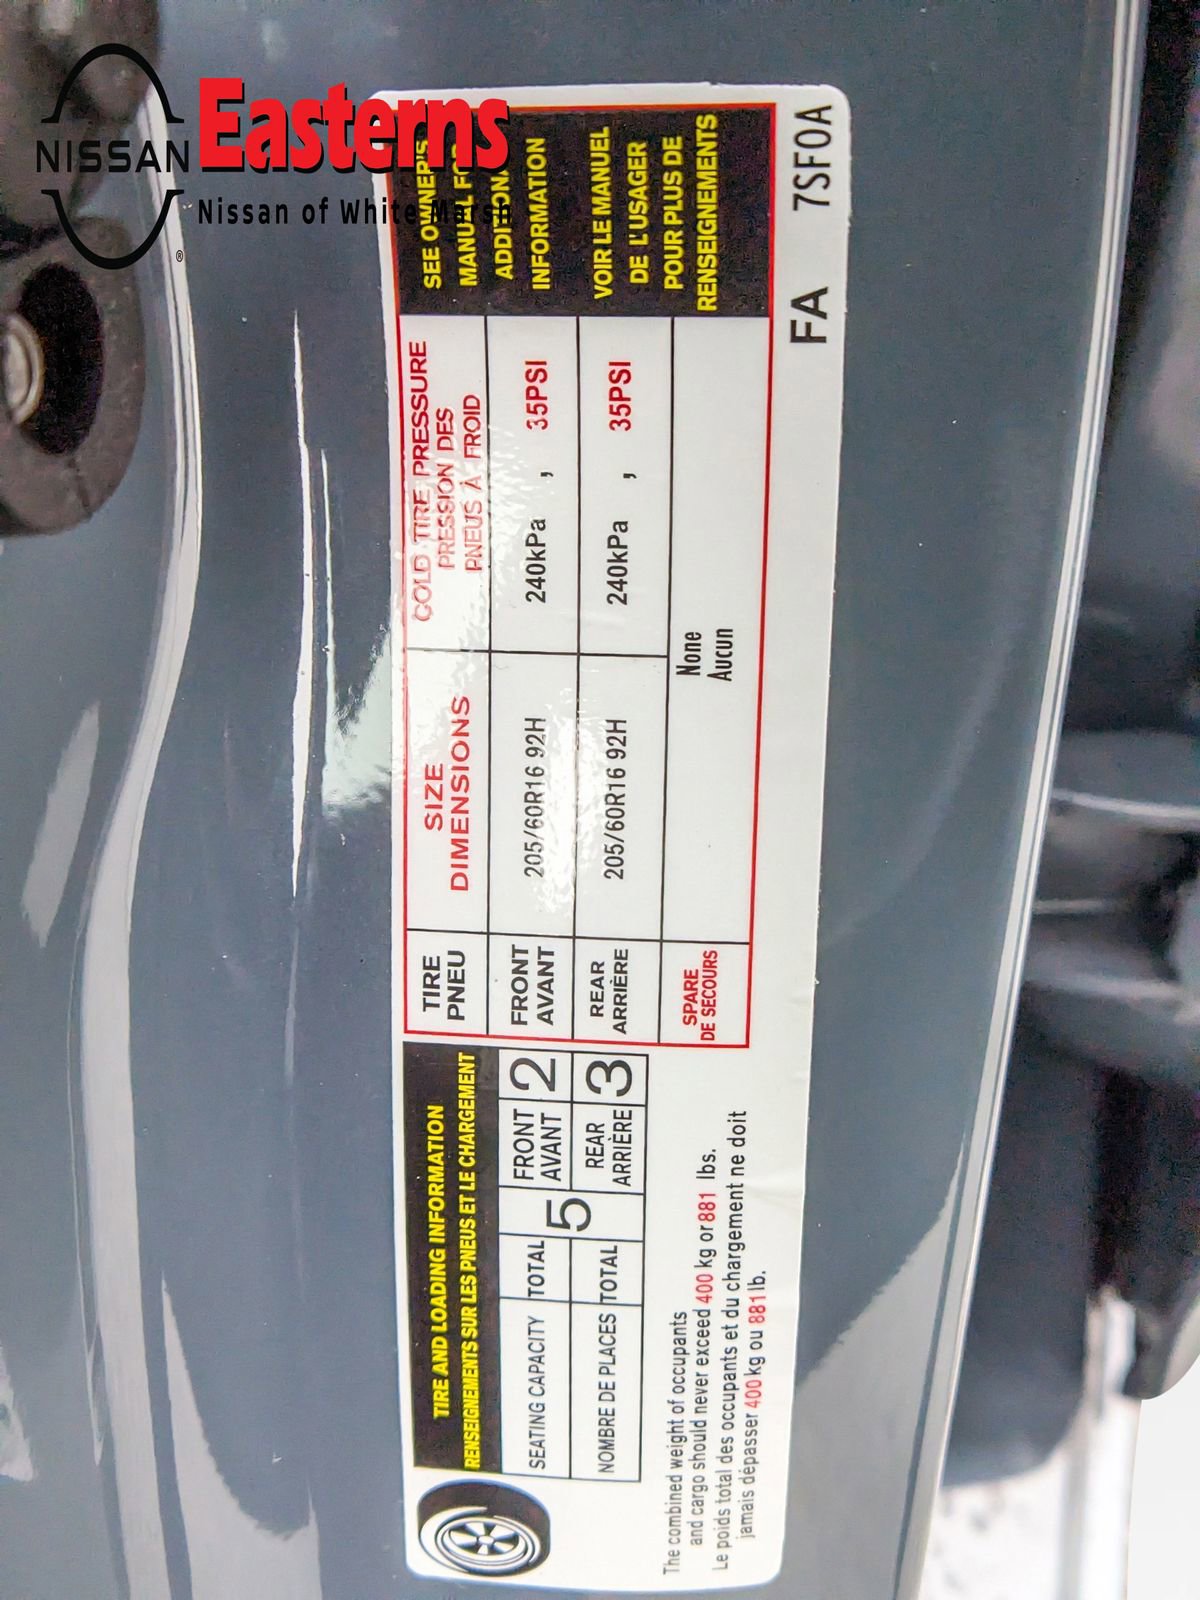 NISSAN
®
Easterns
Nissan of White Marsh
TIRE AND LOADING INFORMATION
RENSEIGNEMENTS SUR LES PNEUS ET LE CHARGEMENT
SEATING CAPACITY
NOMBRE DE PLACES
TOTAL
TOTAL
5
FRONT
AVANT
2
REAR
ARRIÈRE
3
The combined weight of occupants
and cargo should never exceed 400 kg or 881 lbs.
Le poids total des occupants et du chargement ne doit
jamais dépasser 400 kg ou 881 lb.
TIRE
PNEU
SIZE
DIMENSIONS
COLD TIRE PRESSURE
PRESSION DES
PNEUS À FROID
FRONT
AVANT
205/60R16 92H
240kPa , 35PSI
REAR
ARRIÈRE
205/60R16 92H
240kPa , 35PSI
SPARE
DE SECOURS
None
Aucun
SEE OWNER'S
MANUAL FOR
ADDITIONAL
INFORMATION
VOIR LE MANUEL
DE L'USAGER
POUR PLUS DE
RENSEIGNEMENTS
FA 7SF0A